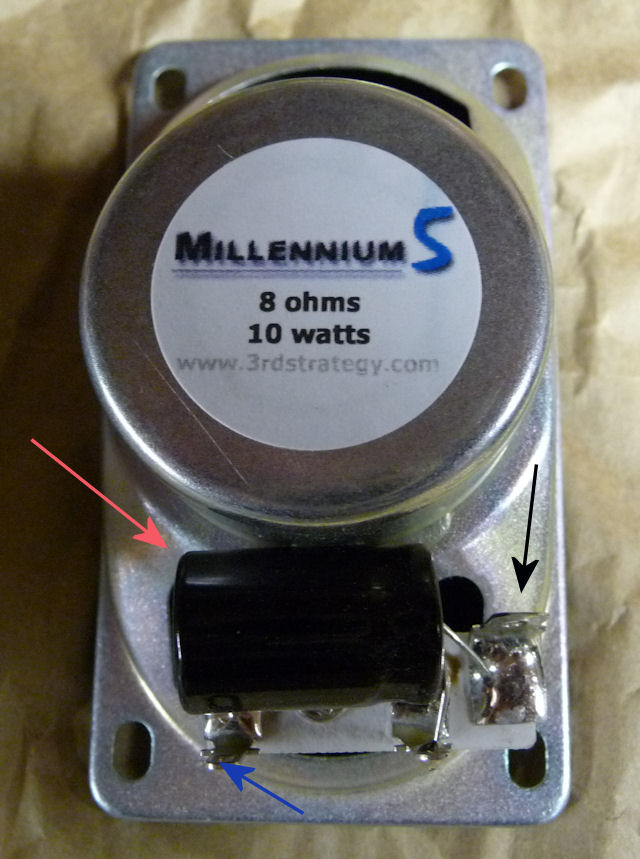 MILLENNIUM S
8 ohms
10 watts
www.3rdstrategy.com